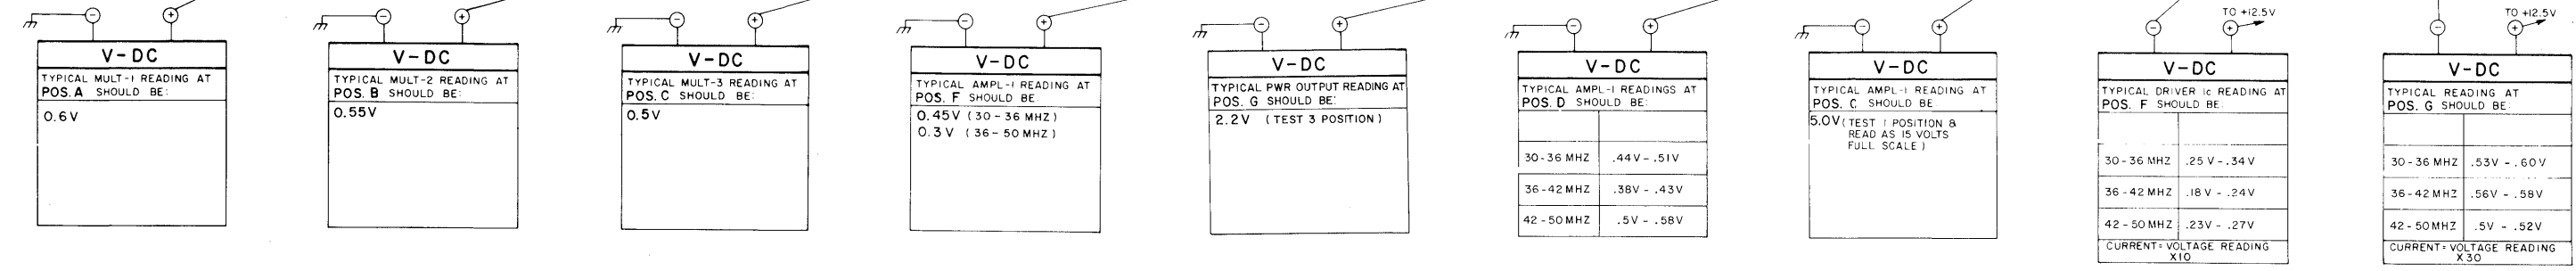 V-DC
TYPICAL MULT-1 READING AT
POS. A SHOULD BE:
0.6V
V-DC
TYPICAL MULT-2 READING AT
POS. B SHOULD BE:
0.55V
V-DC
TYPICAL MULT-3 READING AT
POS. C SHOULD BE:
0.5V
V-DC
TYPICAL AMPL-1 READING AT
POS. F SHOULD BE:
0.45V (30-36 MHZ)
0.3V (36-50 MHZ)
V-DC
TYPICAL PWR OUTPUT READING AT
POS. G SHOULD BE:
2.2V (TEST 3 POSITION)
V-DC
TYPICAL AMPL-1 READINGS AT
POS. D SHOULD BE:
30-36 MHZ .44V-.51V
36-42 MHZ .38V-.43V
42-50 MHZ .5V-.58V
V-DC
TYPICAL AMPL-1 READING AT
POS. C SHOULD BE
5.0V (TEST 1 POSITION &
READ AS 15 VOLTS
FULL SCALE)
TO +12.5V
V-DC
TYPICAL DRIVER Ic READING AT
POS. F SHOULD BE:
30-36 MHZ .25V-.34V
36-42 MHZ .18V-.24V
42-50 MHZ .23V-.27V
CURRENT=VOLTAGE READING
X10
TO +12.5V
V-DC
TYPICAL READING AT
POS. G SHOULD BE:
30-36 MHZ .53V-.60V
36-42 MHZ .56V-.58V
42-50MHZ .5V-.52V
CURRENT=VOLTAGE READING
X30